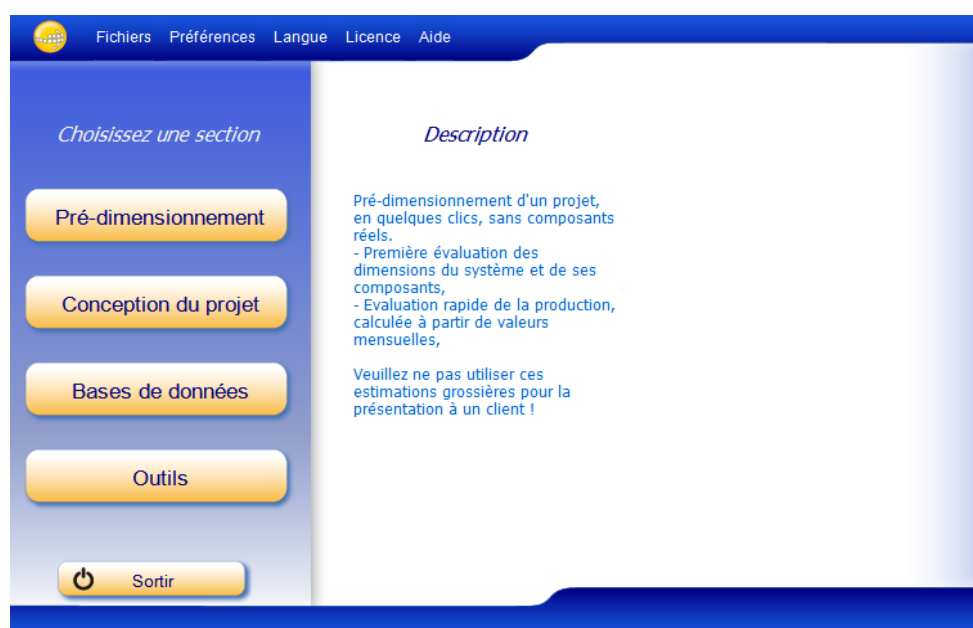 Fichiers Préférences Langue Licence Aide
Choisissez une section
Pré-dimensionnement
Conception du projet
Bases de données
Outils
Sortir
Description
Pré-dimensionnement d'un projet,
en quelques clics, sans composants
réels.
- Première évaluation des
dimensions du système et de ses
composants,
- Evaluation rapide de la production,
calculée à partir de valeurs
mensuelles,
Veuillez ne pas utiliser ces
estimations grossières pour la
présentation à un client !